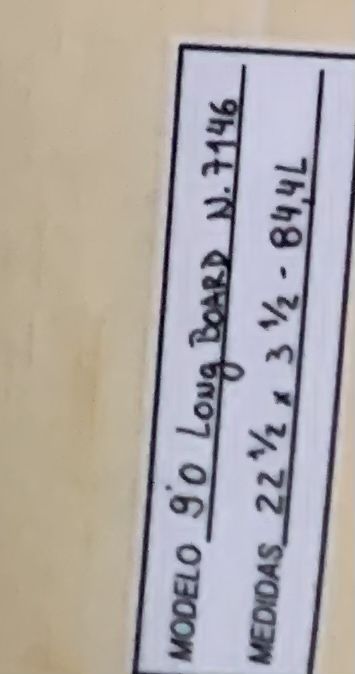 MODELO 9'0 LONG BOARD N. 7146
MEDIDAS 22 1/2 x 3 1/2 - 84,4L